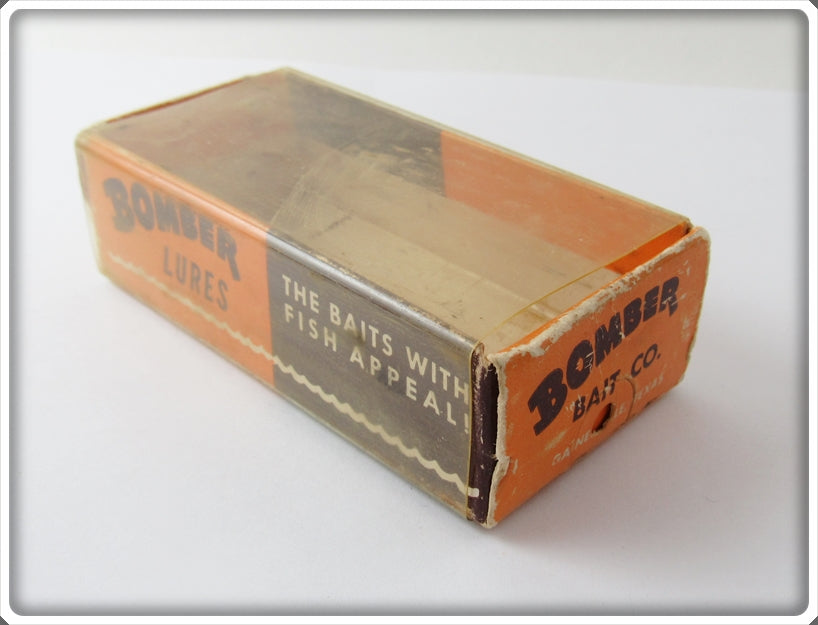 BOMBER
LURES
THE BAITS WITH
FISH APPEAL!
BOMBER
BAIT CO.